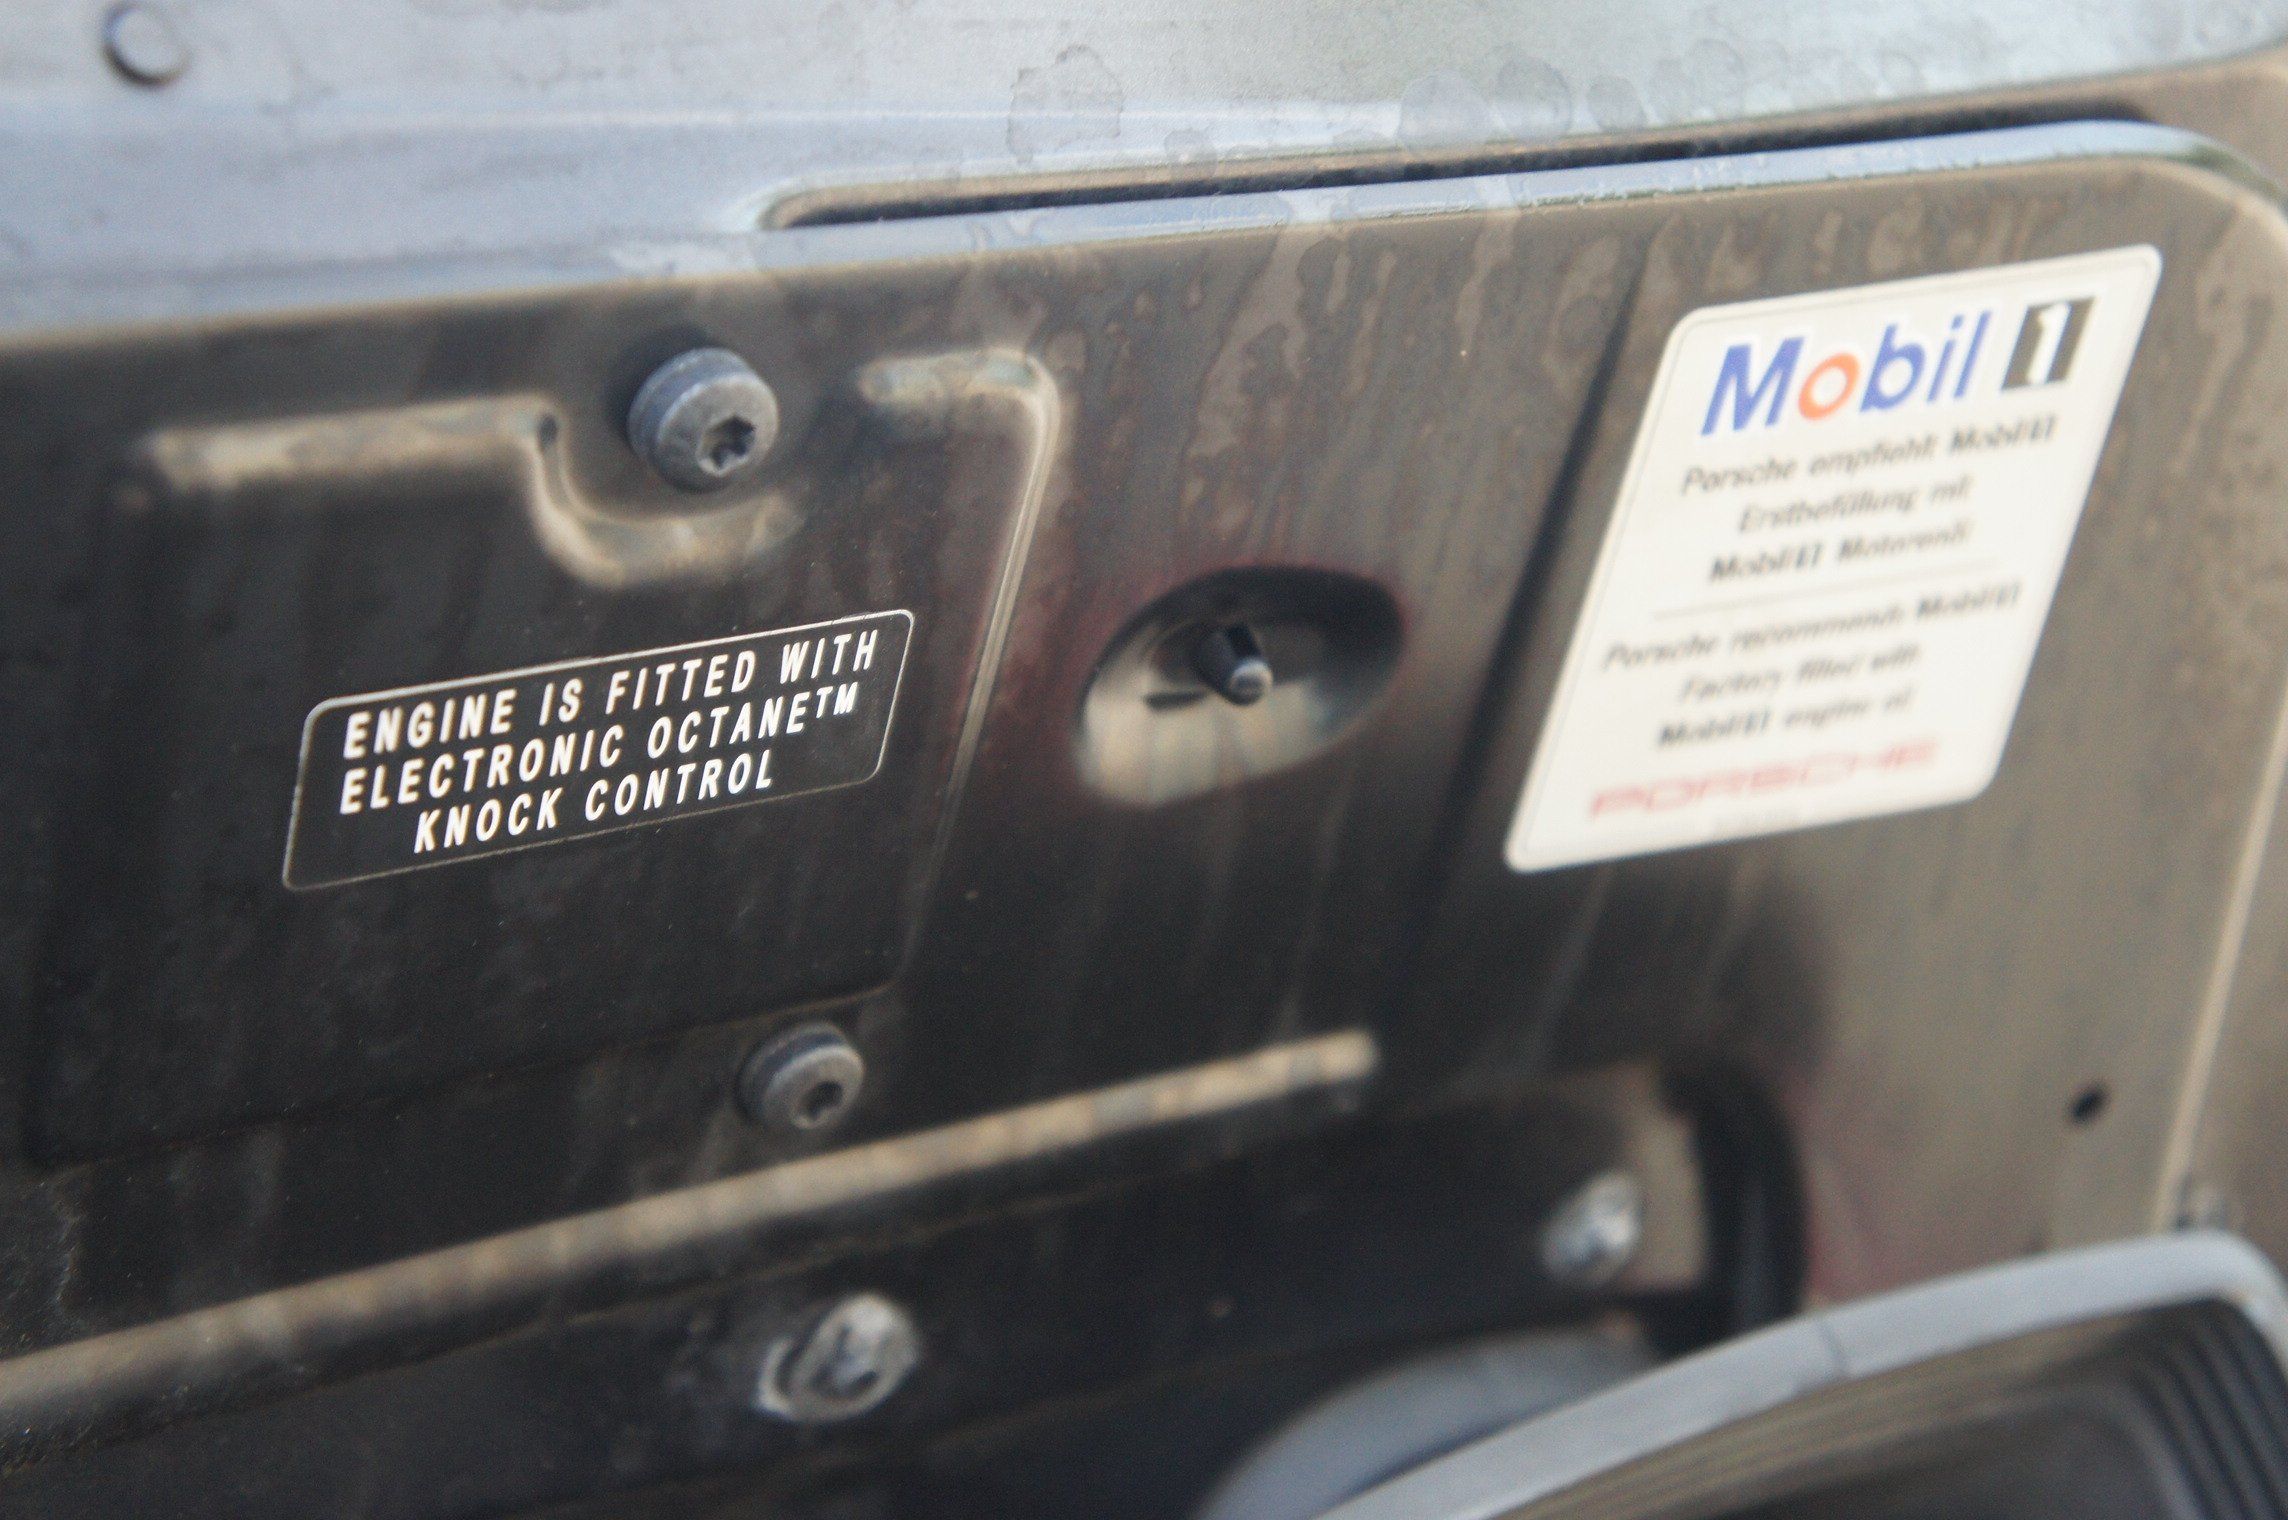 ENGINE IS FITTED WITH
ELECTRONIC OCTANE™
KNOCK CONTROL
Mobil 1
Porsche empfiehlt Mobil 1
Erstbefüllung mit
Mobil 1 Motorenöl
Porsche recommends Mobil 1
Factory filled with
Mobil 1 engine oil
PORSCHE